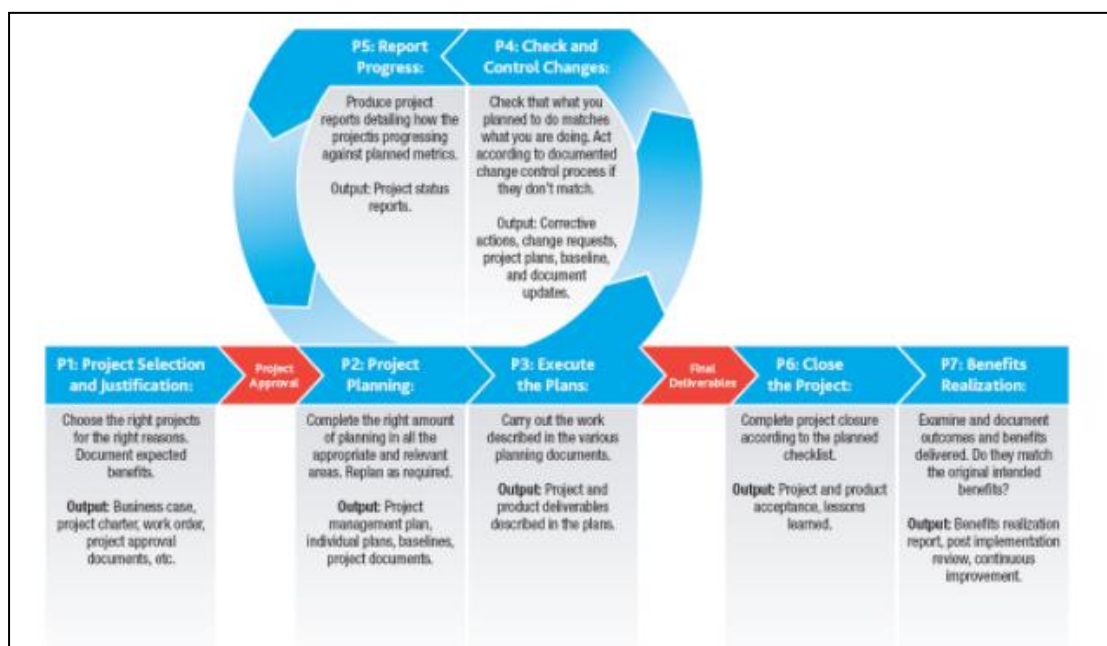 P5: Report
Progress:
Produce project
reports detailing how the
projectis progressing
against planned metrics.
Output: Project status
reports.
P4: Check and
Control Changes:
Check that what you
planned to do matches
what you are doing. Act
according to documented
change control process if
they don't match.
Output: Corrective
actions, change requests,
project plans, baseline,
and document
updates.
P1: Project Selection
and Justification:
Choose the right projects
for the right reasons.
Document expected
benefits.
Output: Business case,
project charter, work order,
project approval
documents, etc.
Project
Approval
P2: Project
Planning:
Complete the right amount
of planning in all the
appropriate and relevant
areas. Replan as required.
Output: Project
management plan,
individual plans, baselines,
project documents.
P3: Execute
the Plans:
Carry out the work
described in the various
planning documents.
Output: Project and
product deliverables
described in the plans.
Final
Deliverables
P6: Close
the Project:
Complete project closure
according to the planned
checklist.
Output: Project and product
acceptance, lessons
learned.
P7: Benefits
Realization:
Examine and document
outcomes and benefits
delivered. Do they match
the original intended
benefits?
Output: Benefits realization
report, post implementation
review, continuous
improvement.